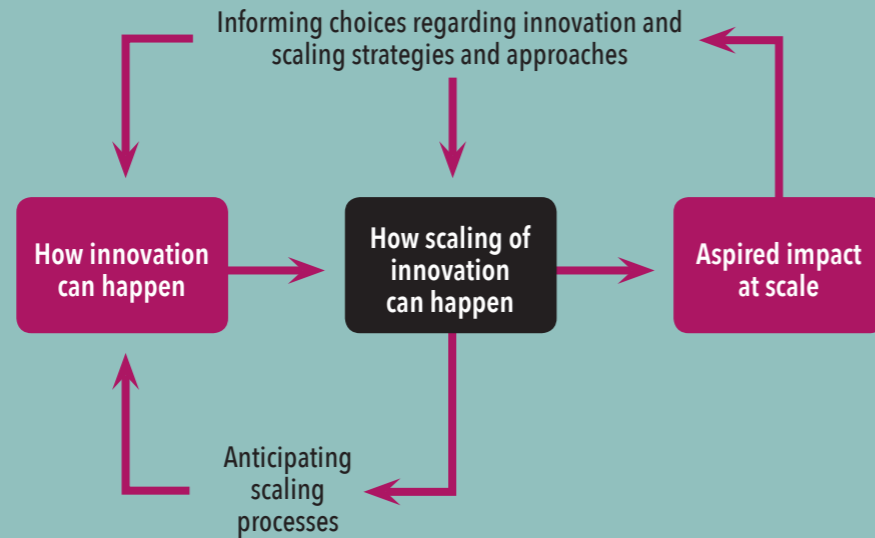 Informing choices regarding innovation and
scaling strategies and approaches
How innovation
can happen
How scaling of
innovation
can happen
Aspired impact
at scale
Anticipating
scaling
processes